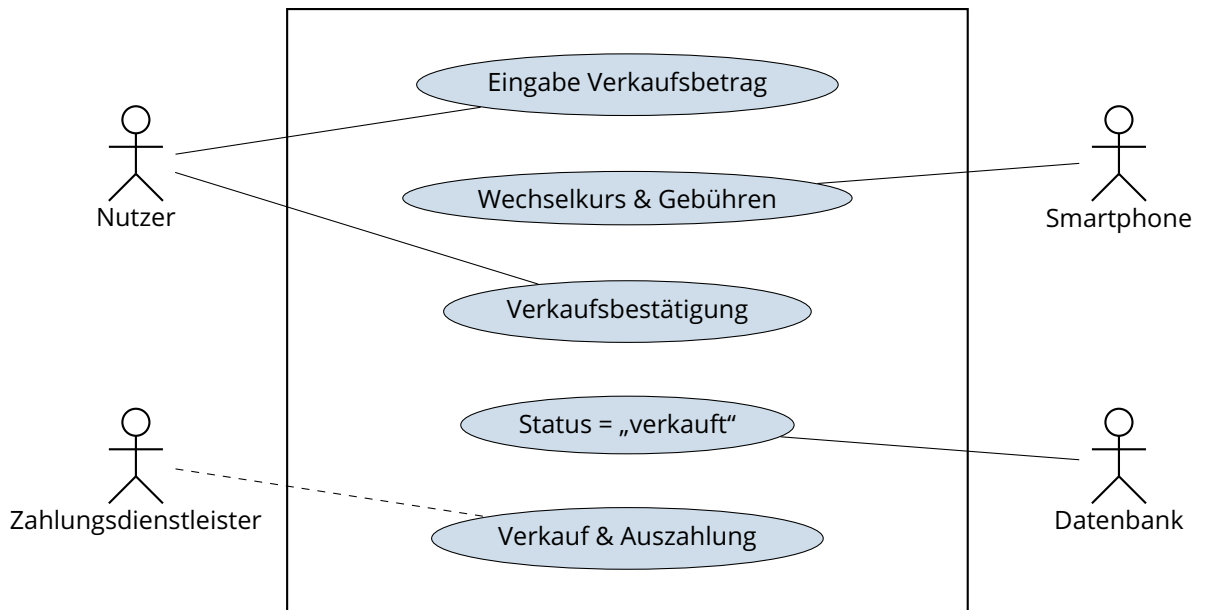 Eingabe Verkaufsbetrag
Nutzer
Wechselkurs & Gebühren
Smartphone
Verkaufsbestätigung
Status = „verkauft“
Zahlungsdienstleister
Verkauf & Auszahlung
Datenbank